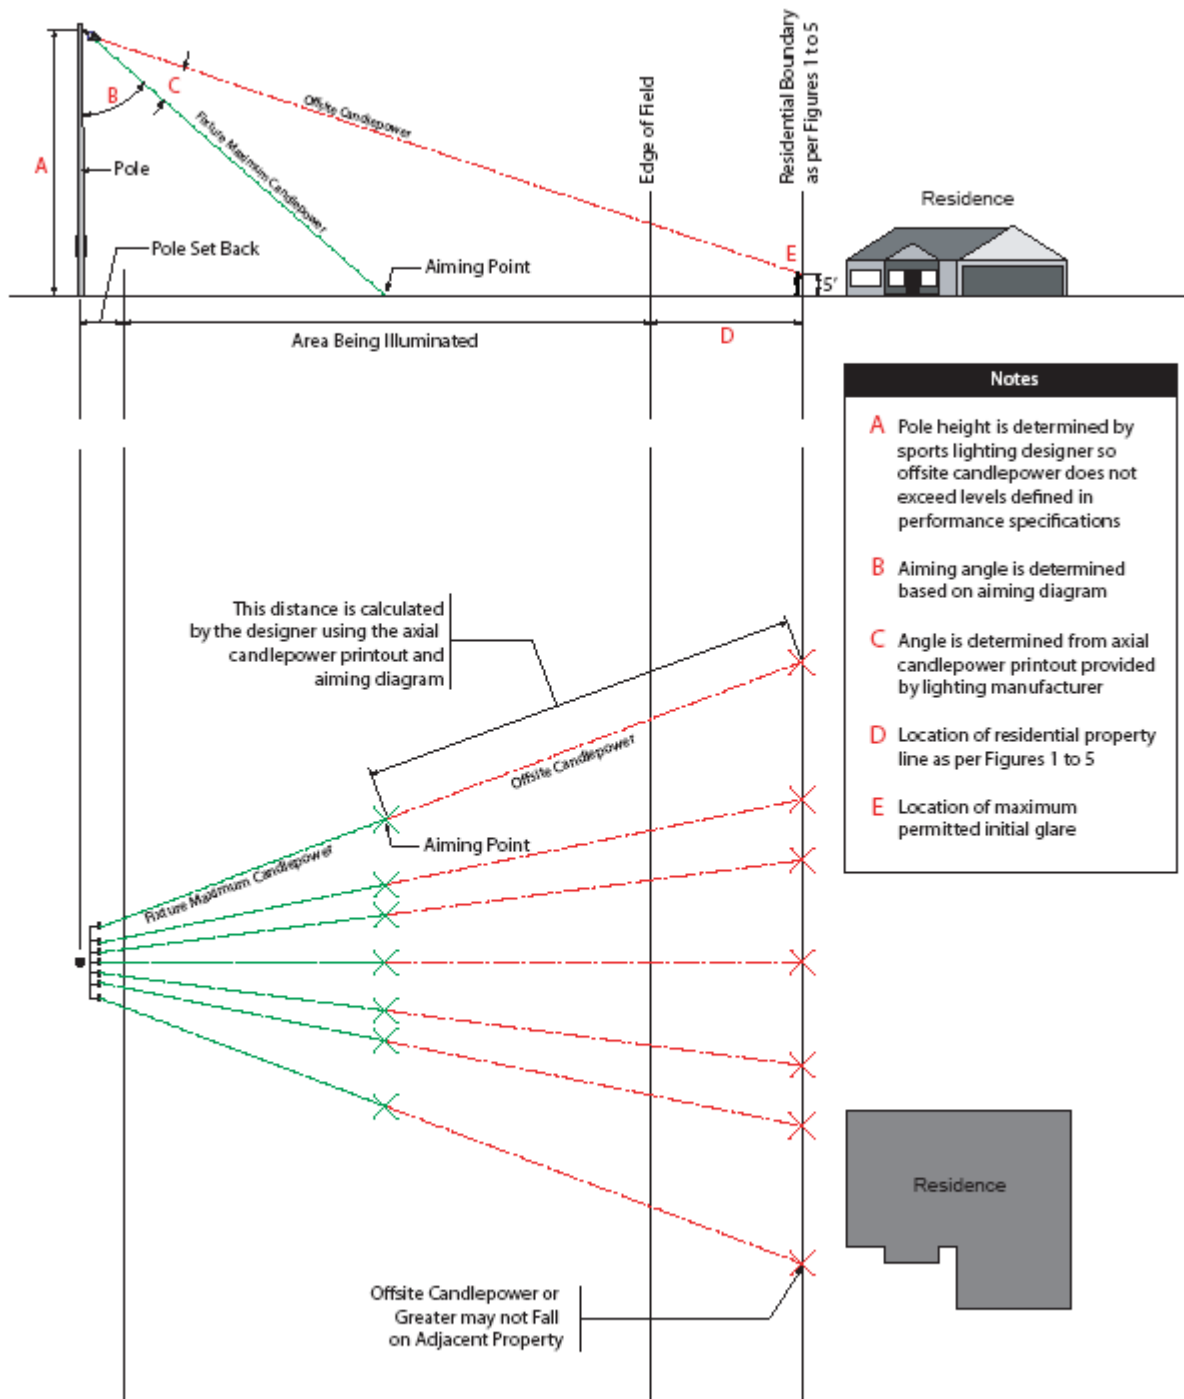 A
B
C
Pole
Pole Set Back
Fixture Maximum Candlepower
Offsite Candlepower
Aiming Point
Area Being Illuminated
Edge of Field
Residential Boundary
as per Figures 1 to 5
E
5'
D
Residence
Notes
A Pole height is determined by
sports lighting designer so
offsite candlepower does not
exceed levels defined in
performance specifications
B Aiming angle is determined
based on aiming diagram
C Angle is determined from axial
candlepower printout provided
by lighting manufacturer
D Location of residential property
line as per Figures 1 to 5
E Location of maximum
permitted initial glare
This distance is calculated
by the designer using the axial
candlepower printout and
aiming diagram
Offsite Candlepower
Aiming Point
Fixture Maximum Candlepower
Residence
Offsite Candlepower or
Greater may not Fall
on Adjacent Property